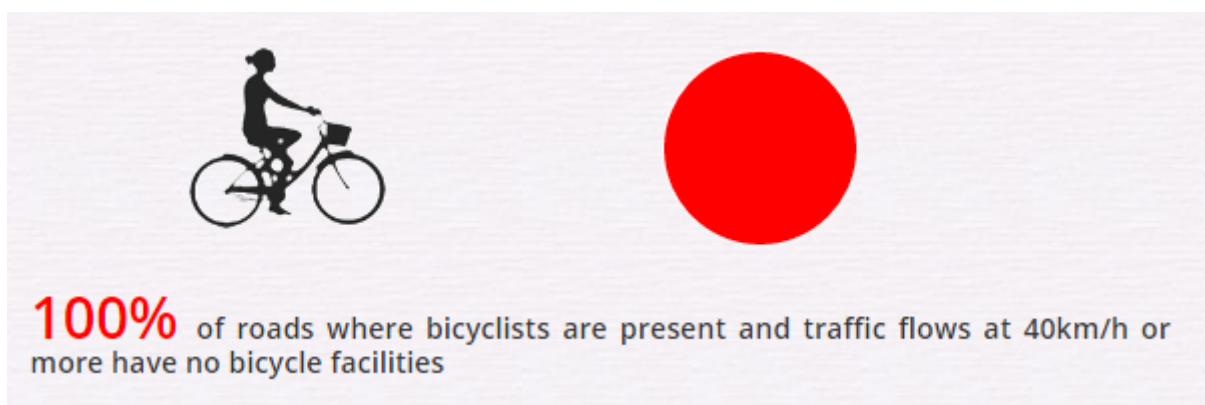 100% of roads where bicyclists are present and traffic flows at 40km/h or
more have no bicycle facilities